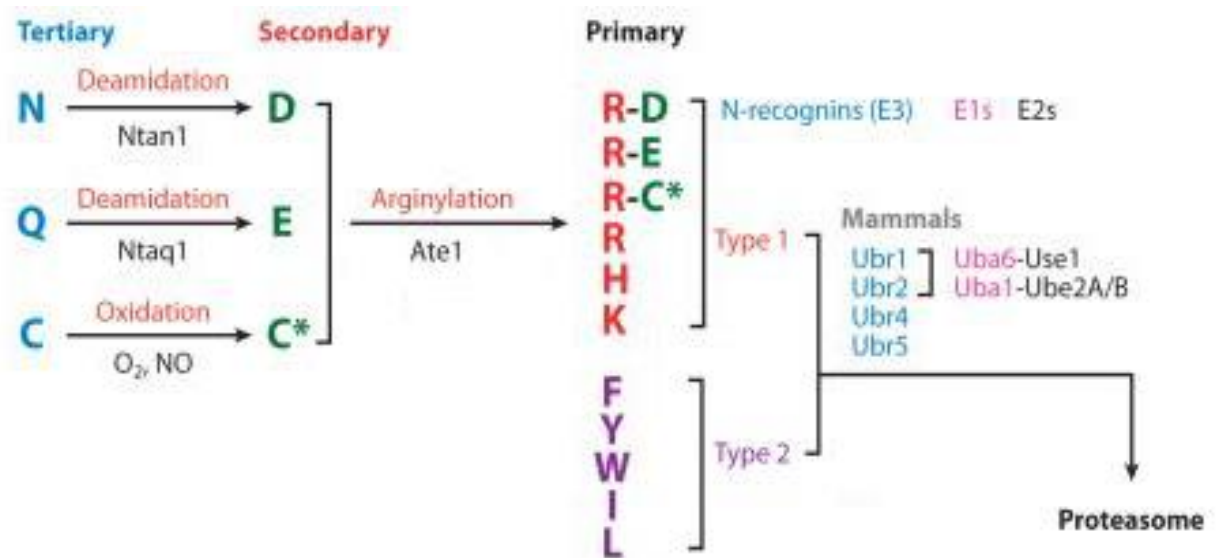 Tertiary Secondary Primary
Deamidation
N D
Ntan1
Deamidation
Q E
Ntaq1
Oxidation
C C*
O₂, NO
Arginylation
Ate1
R-D
R-E
R-C*
R
H
K
Type 1
F
Y
W
I
L
Type 2
N-recognins (E3) E1s E2s
Mammals
Ubr1 Uba6-Use1
Ubr2 Uba1-Ube2A/B
Ubr4
Ubr5
Proteasome